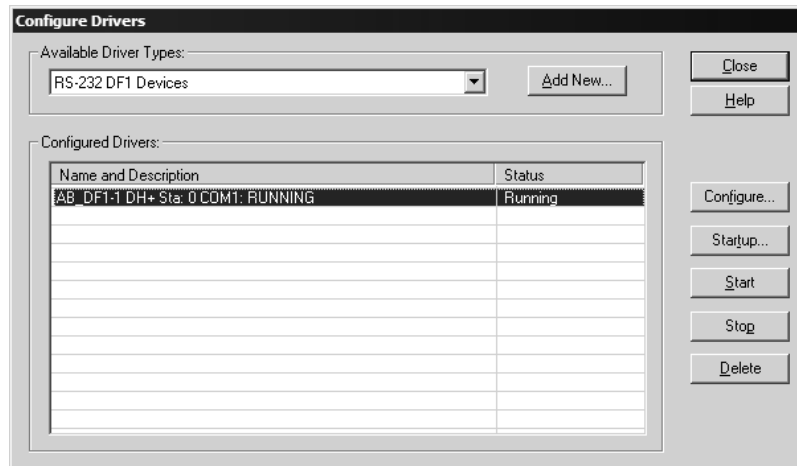 Configure Drivers
Available Driver Types:
RS-232 DF1 Devices
Add New...
Close
Help
Configured Drivers:
Name and Description Status
AB_DF1-1 DH+ Sta: 0 COM1: RUNNING Running
Configure...
Startup...
Start
Stop
Delete